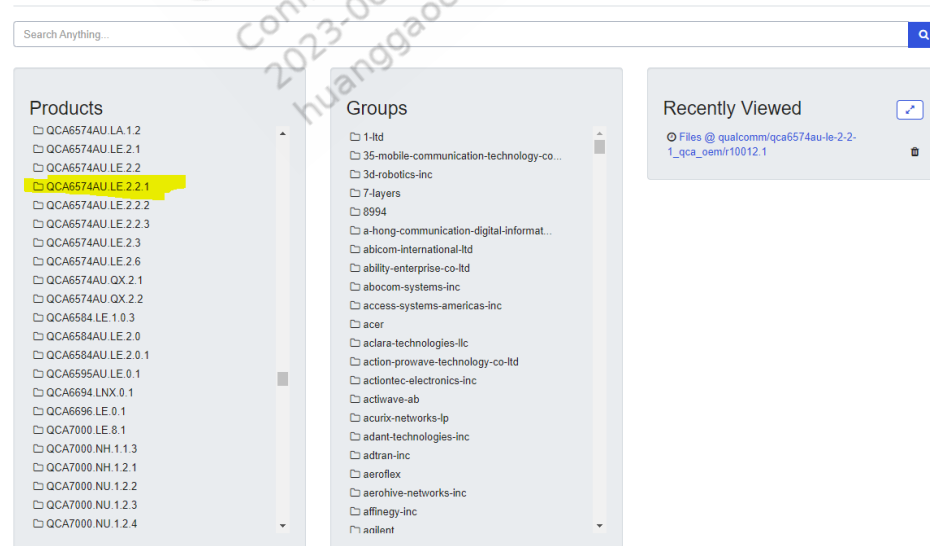 Search Anything...
Products
QCA6574AU.LA.1.2
QCA6574AU.LE.2.1
QCA6574AU.LE.2.2
QCA6574AU.LE.2.2.1
QCA6574AU.LE.2.2.2
QCA6574AU.LE.2.2.3
QCA6574AU.LE.2.3
QCA6574AU.LE.2.6
QCA6574AU.QX.2.1
QCA6574AU.QX.2.2
QCA6584.LE.1.0.3
QCA6584AU.LE.2.0
QCA6584AU.LE.2.0.1
QCA6595AU.LE.0.1
QCA6694.LNX.0.1
QCA6696.LE.0.1
QCA7000.LE.8.1
QCA7000.NH.1.1.3
QCA7000.NH.1.2.1
QCA7000.NU.1.2.2
QCA7000.NU.1.2.3
QCA7000.NU.1.2.4
Groups
1-ltd
35-mobile-communication-technology-co...
3d-robotics-inc
7-layers
8994
a-hong-communication-digital-informat...
abicom-international-ltd
ability-enterprise-co-ltd
abocom-systems-inc
access-systems-americas-inc
acer
aclara-technologies-llc
action-prowave-technology-co-ltd
actiontec-electronics-inc
actiwave-ab
acurix-networks-lp
adant-technologies-inc
adtran-inc
aeroflex
aerohive-networks-inc
affinegy-inc
agilent
Recently Viewed
Files @ qualcomm/qca6574au-le-2-2-
1_qca_oem/r10012.1